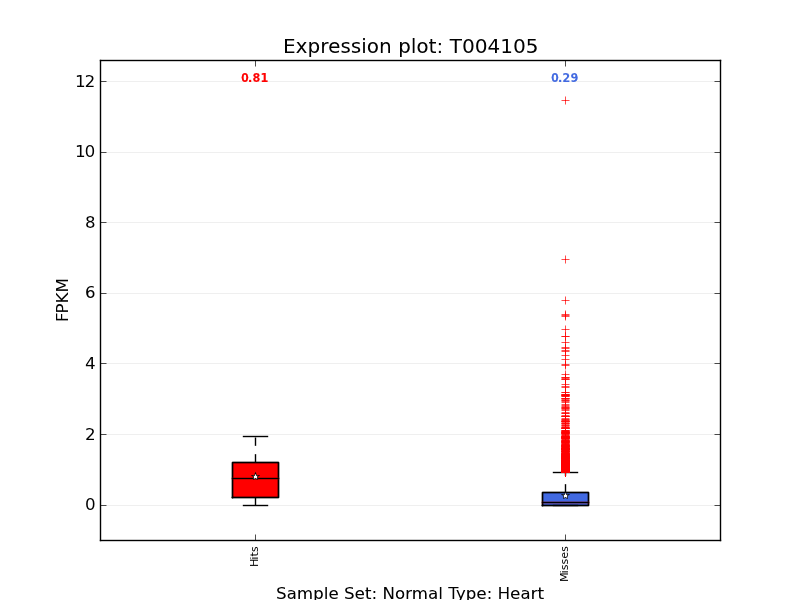 Expression plot: T004105
0.81
0.29
12
10
8
6
4
2
0
FPKM
Hits
Misses
Sample Set: Normal Type: Heart